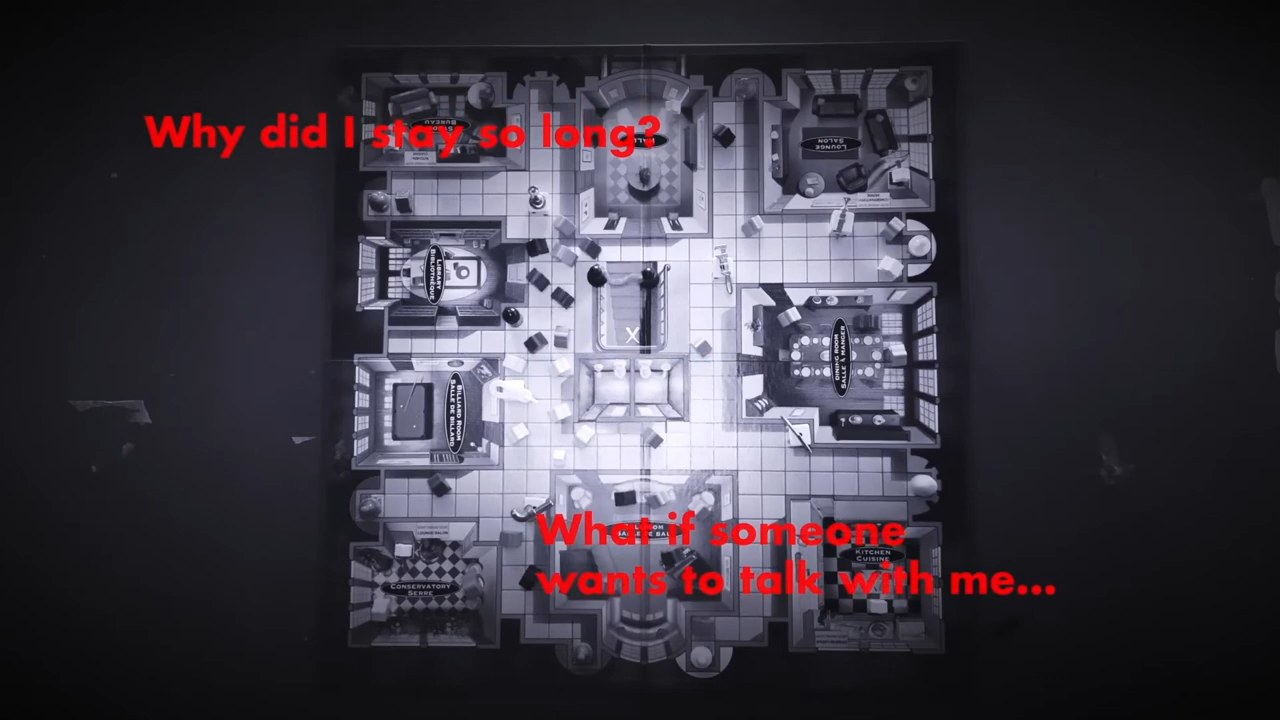 Why did I stay so long?
BUREAU
LOUNGE
SALON
LIBRARY
BIBLIOTHÈQUE
X
DINING ROOM
SALLE À MANGER
BILLIARD ROOM
SALLE DE BILLARD
What if someone
wants to talk with me...
KITCHEN
CUISINE
CONSERVATORY
SERRE